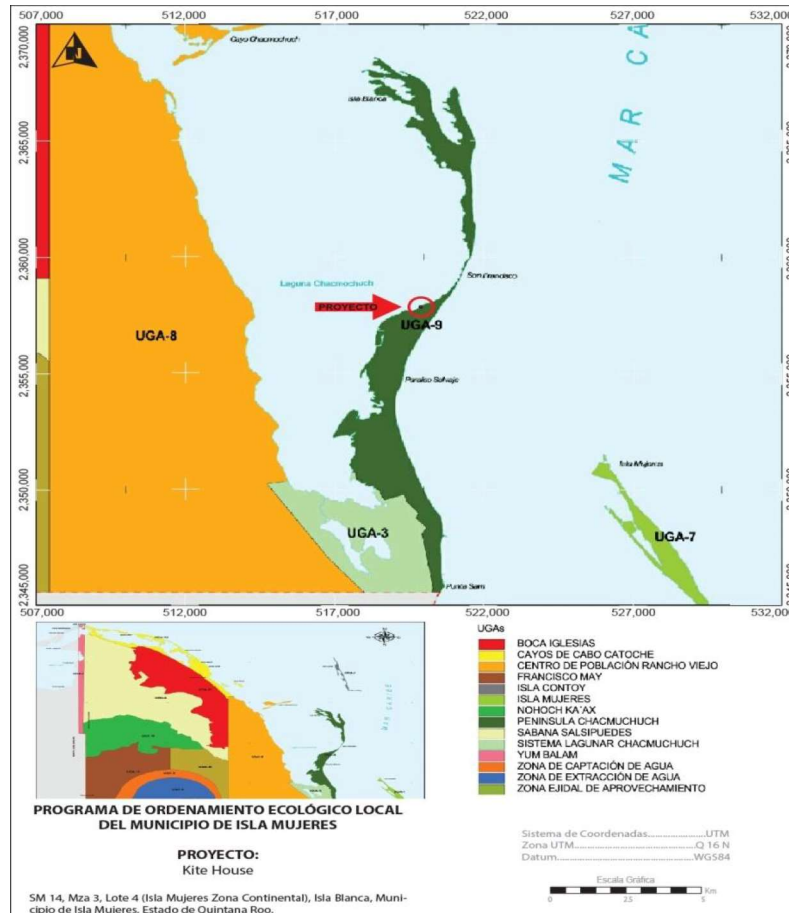 507,000 512,000 517,000 522,000 527,000 532,000
2.370,000
2.365,000
2.360,000
2.355,000
2.350,000
2.345,000
Cayo Chacmochuch
Isla Blanca
MAR CA
San Francisco
Laguna Chacmochuch
PROYECTO
UGA-9
UGA-8
Paraiso Salvaje
Isla Mujeres
UGA-3
UGA-7
Punta Sam
507,000 512,000 517,000 522,000 527,000 532,000
UGAs
BOCA IGLESIAS
CAYOS DE CABO CATOCHE
CENTRO DE POBLACIÓN RANCHO VIEJO
FRANCISCO MAY
ISLA CONTOY
ISLA MUJERES
NOHOCH KA'AX
PENINSULA CHACMUCHUCH
SABANA SALSIPUEDES
SISTEMA LAGUNAR CHACMUCHUCH
YUM BALAM
ZONA DE CAPTACIÓN DE AGUA
ZONA DE EXTRACCIÓN DE AGUA
ZONA EJIDAL DE APROVECHAMIENTO
PROGRAMA DE ORDENAMIENTO ECOLÓGICO LOCAL
DEL MUNICIPIO DE ISLA MUJERES
PROYECTO:
Kite House
SM 14, Mza 3, Lote 4 (Isla Mujeres Zona Continental), Isla Blanca, Muni-
cipio de Isla Mujeres, Estado de Quintana Roo.
Sistema de Coordenadas.......................UTM
Zona UTM.......................................Q 16 N
Datum...........................................WGS84
Escala Gráfica
0 2.5 5
Km